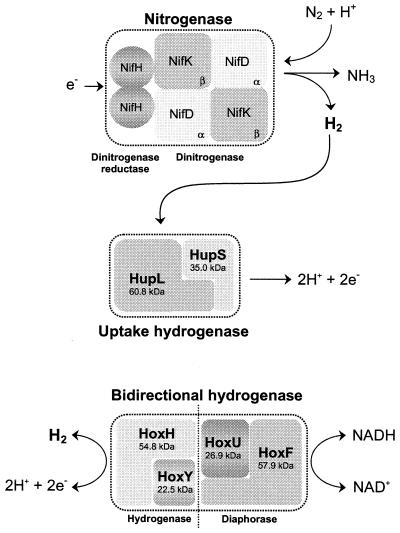 Nitrogenase
N₂ + H⁺
NifH
NifK
β
NifD
α
e⁻
NH₃
NifH
NifD
α
NifK
β
H₂
Dinitrogenase
reductase
Dinitrogenase
HupS
35.0 kDa
HupL
60.8 kDa
2H⁺ + 2e⁻
Uptake hydrogenase
Bidirectional hydrogenase
H₂
HoxH
54.8 kDa
HoxU
26.9 kDa
HoxF
57.9 kDa
NADH
HoxY
22.5 kDa
2H⁺ + 2e⁻
NAD⁺
Hydrogenase
Diaphorase